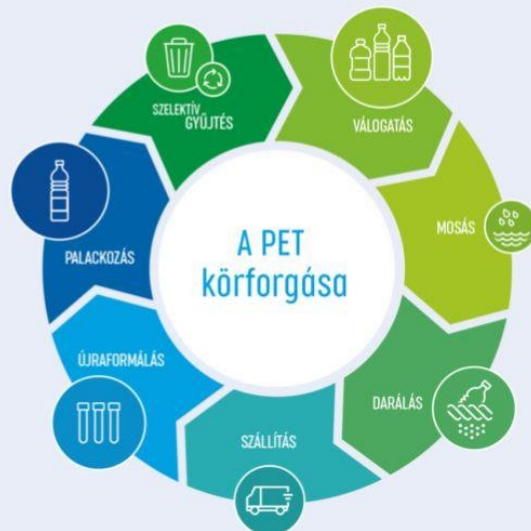 A PET
körforgása
SZELEKTÍV
GYŰJTÉS
VÁLOGATÁS
MOSÁS
DARÁLÁS
SZÁLLÍTÁS
ÚJRAFORMÁLÁS
PALACKOZÁS